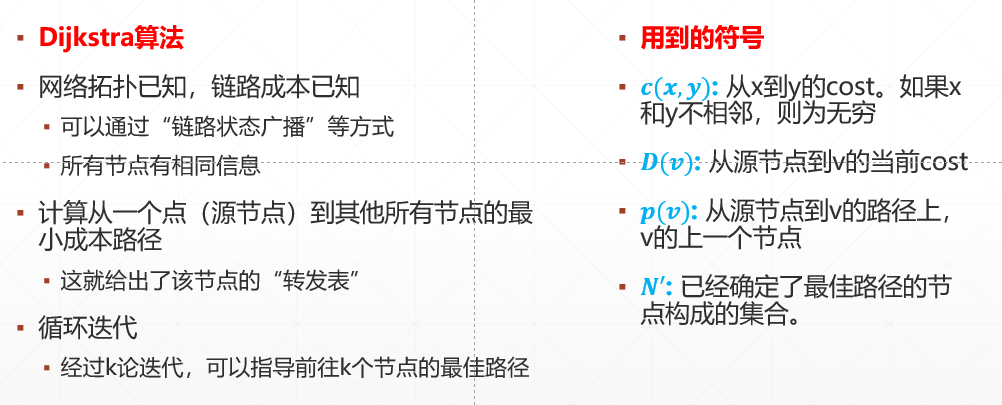 Dijkstra算法
网络拓扑已知，链路成本已知
可以通过“链路状态广播”等方式
所有节点有相同信息
计算从一个点（源节点）到其他所有节点的最
小成本路径
这就给出了该节点的“转发表”
循环迭代
经过k论迭代，可以指导前往k个节点的最佳路径
用到的符号
c(x, y): 从x到y的cost。如果x
和y不相邻，则为无穷
D(v): 从源节点到v的当前cost
p(v): 从源节点到v的路径上，
v的上一个节点
N′: 已经确定了最佳路径的节
点构成的集合。